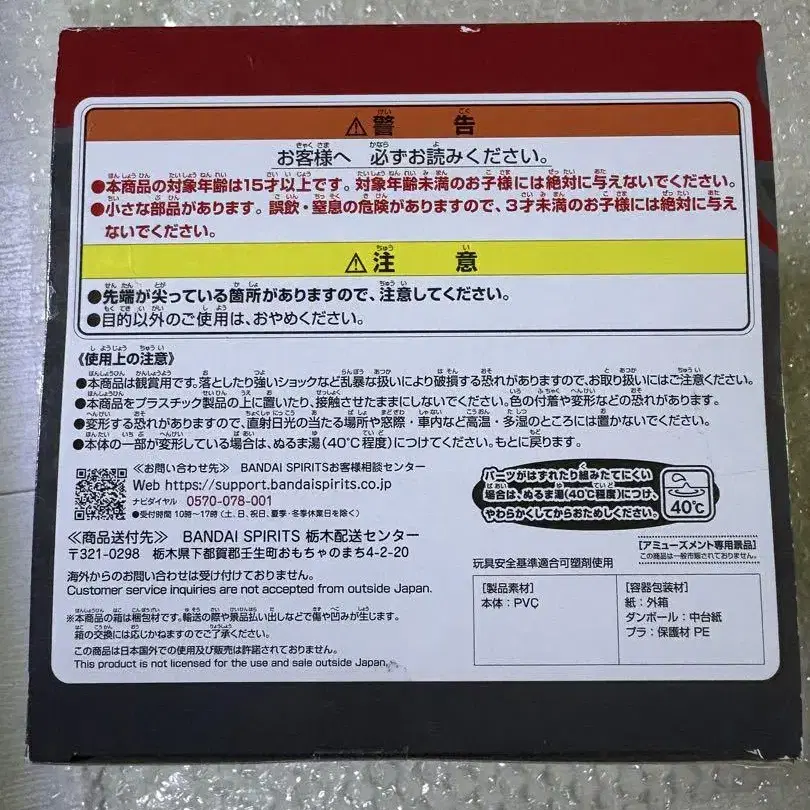 ⚠警告
お客様へ 必ずお読みください。
●本商品の対象年齢は15才以上です。対象年齢未満のお子様には絶対に与えないでください。
●小さな部品があります。誤飲・窒息の危険がありますので、3才未満のお子様には絶対に与え
ないでください。
⚠注意
●先端が尖っている箇所がありますので、注意してください。
●目的以外のご使用は、おやめください。
《使用上の注意》
●本商品は観賞用です。落としたり強いショックなど乱暴な扱いにより破損する恐れがありますので、お取り扱いにはご注意ください。
●本商品をプラスチック製品の上に置いたり、接触させたままにしないでください。色の付着や変形などの恐れがあります。
●変形する恐れがありますので、直射日光の当たる場所や窓際・車内など高温・多湿のところには置かないでください。
●本体の一部が変形している場合は、ぬるま湯(40℃程度)につけてください。もとに戻ります。
≪お問い合わせ先≫ BANDAI SPIRITSお客様相談センター
Web https://support.bandaispirits.co.jp
ナビダイヤル 0570-078-001
●受付時間 10時~17時(土、日、祝日、夏季・冬季休業日を除く)
パーツがはずれたり組みたてにくい
場合は、ぬるま湯(40℃程度)につけ、
やわらかくしてからおためしください。
40℃
≪商品送付先≫ BANDAI SPIRITS 栃木配送センター
〒321-0298 栃木県下都賀郡壬生町おもちゃのまち4-2-20
海外からのお問い合わせは受け付けておりません。
Customer service inquiries are not accepted from outside Japan.
※本商品の箱は梱包材です。輸送の際や景品払い出しなどで傷や凹みが生じます。
箱の交換には応じかねますのでご了承ください。
この商品は日本国外での使用及び販売は許諾されておりません。
This product is not licensed for the use and sale outside Japan.
[アミューズメント専用景品]
この商品は一般市販されておりません。
玩具安全基準適合可塑剤使用
[製品素材]
本体:PVC
[容器包装材]
紙:外箱
ダンボール:中台紙
プラ:保護材 PE